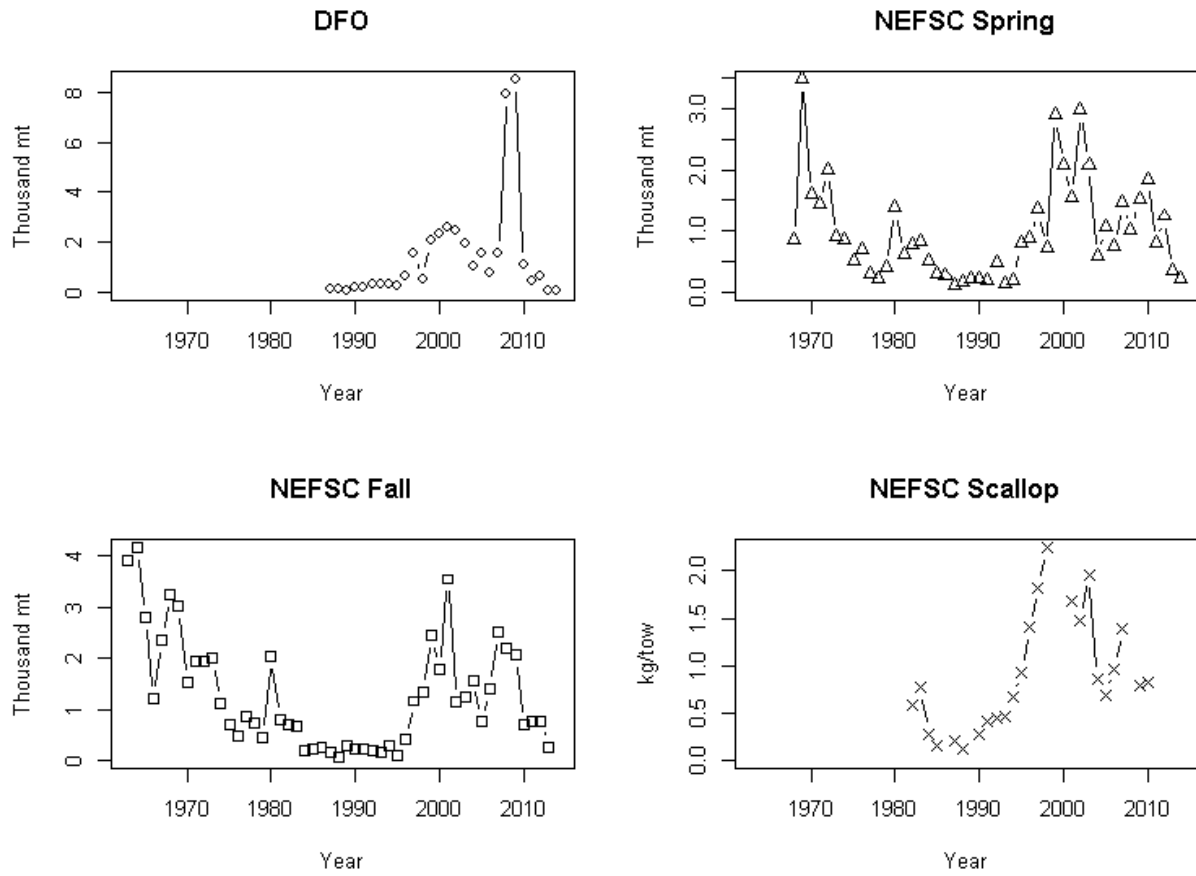 DFO
Thousand mt
8
6
4
2
0
1970 1980 1990 2000 2010
Year
NEFSC Spring
Thousand mt
3.0
2.0
1.0
0.0
1970 1980 1990 2000 2010
Year
NEFSC Fall
Thousand mt
4
3
2
1
0
1970 1980 1990 2000 2010
Year
NEFSC Scallop
kg/tow
2.0
1.5
1.0
0.5
0.0
1970 1980 1990 2000 2010
Year